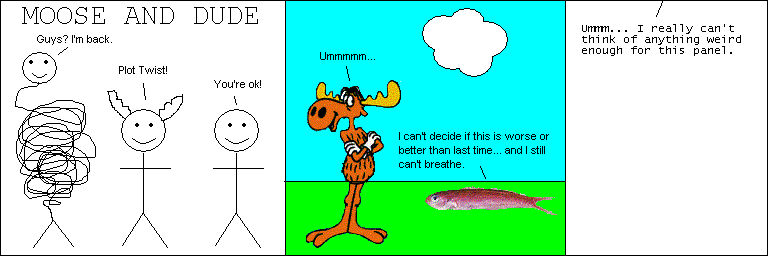 MOOSE AND DUDE
Guys? I'm back.
Plot Twist!
You're ok!
Ummmmm...
I can't decide if this is worse or
better than last time... and I still
can't breathe.
Ummm... I really can't
think of anything weird
enough for this panel.